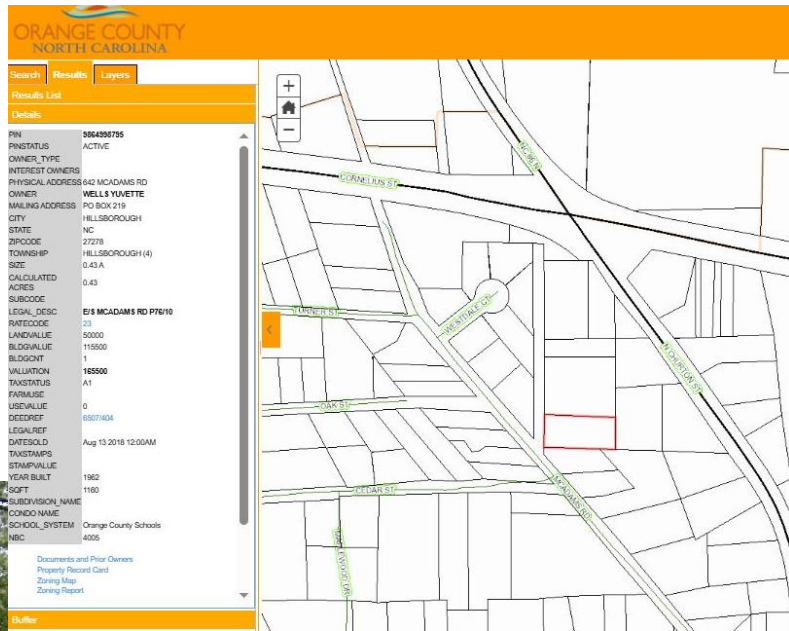 ORANGE COUNTY
NORTH CAROLINA
Search Results Layers
Results List
Details
PIN 9864998795
PINSTATUS ACTIVE
OWNER_TYPE
INTEREST OWNERS
PHYSICAL ADDRESS 642 MCADAMS RD
OWNER WELLS YUVETTE
MAILING ADDRESS PO BOX 219
CITY HILLSBOROUGH
STATE NC
ZIPCODE 27278
TOWNSHIP HILLSBOROUGH (4)
SIZE 0.43 A
CALCULATED
ACRES 0.43
SUBCODE
LEGAL_DESC E/S MCADAMS RD P76/10
RATECODE 23
LANDVALUE 50000
BLDGVALUE 115500
BLDGCNT 1
VALUATION 165500
TAXSTATUS A1
FARMUSE
USEVALUE 0
DEEDREF 6507/404
LEGALREF
DATESOLD Aug 13 2018 12:00AM
TAXSTAMPS
STAMPVALUE
YEAR BUILT 1962
SQFT 1160
SUBDIVISION_NAME
CONDO NAME
SCHOOL_SYSTEM Orange County Schools
NBC 4005
Documents and Prior Owners
Property Record Card
Zoning Map
Zoning Report
Buffer
+
−
<
NC 86 N
CORNELIUS ST
WESTDALE CT
TURNER ST
N CHURTON ST
OAK ST
CEDAR ST
MCADAMS RD
MAPLEWOOD DR